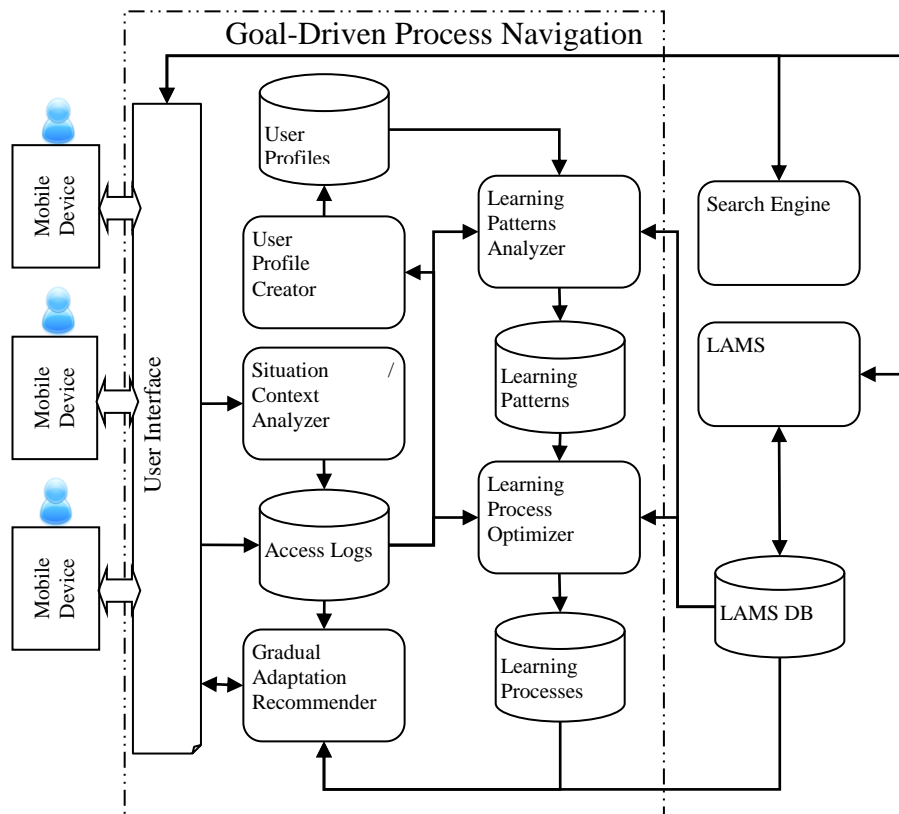 Goal-Driven Process Navigation
Mobile
Device
Mobile
Device
Mobile
Device
User Interface
User
Profiles
User
Profile
Creator
Situation /
Context
Analyzer
Access Logs
Gradual
Adaptation
Recommender
Learning
Patterns
Analyzer
Learning
Patterns
Learning
Process
Optimizer
Learning
Processes
Search Engine
LAMS
LAMS DB